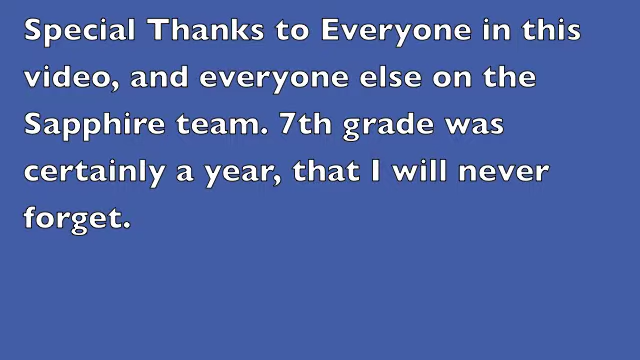 Special Thanks to Everyone in this
video, and everyone else on the
Sapphire team. 7th grade was
certainly a year, that I will never
forget.